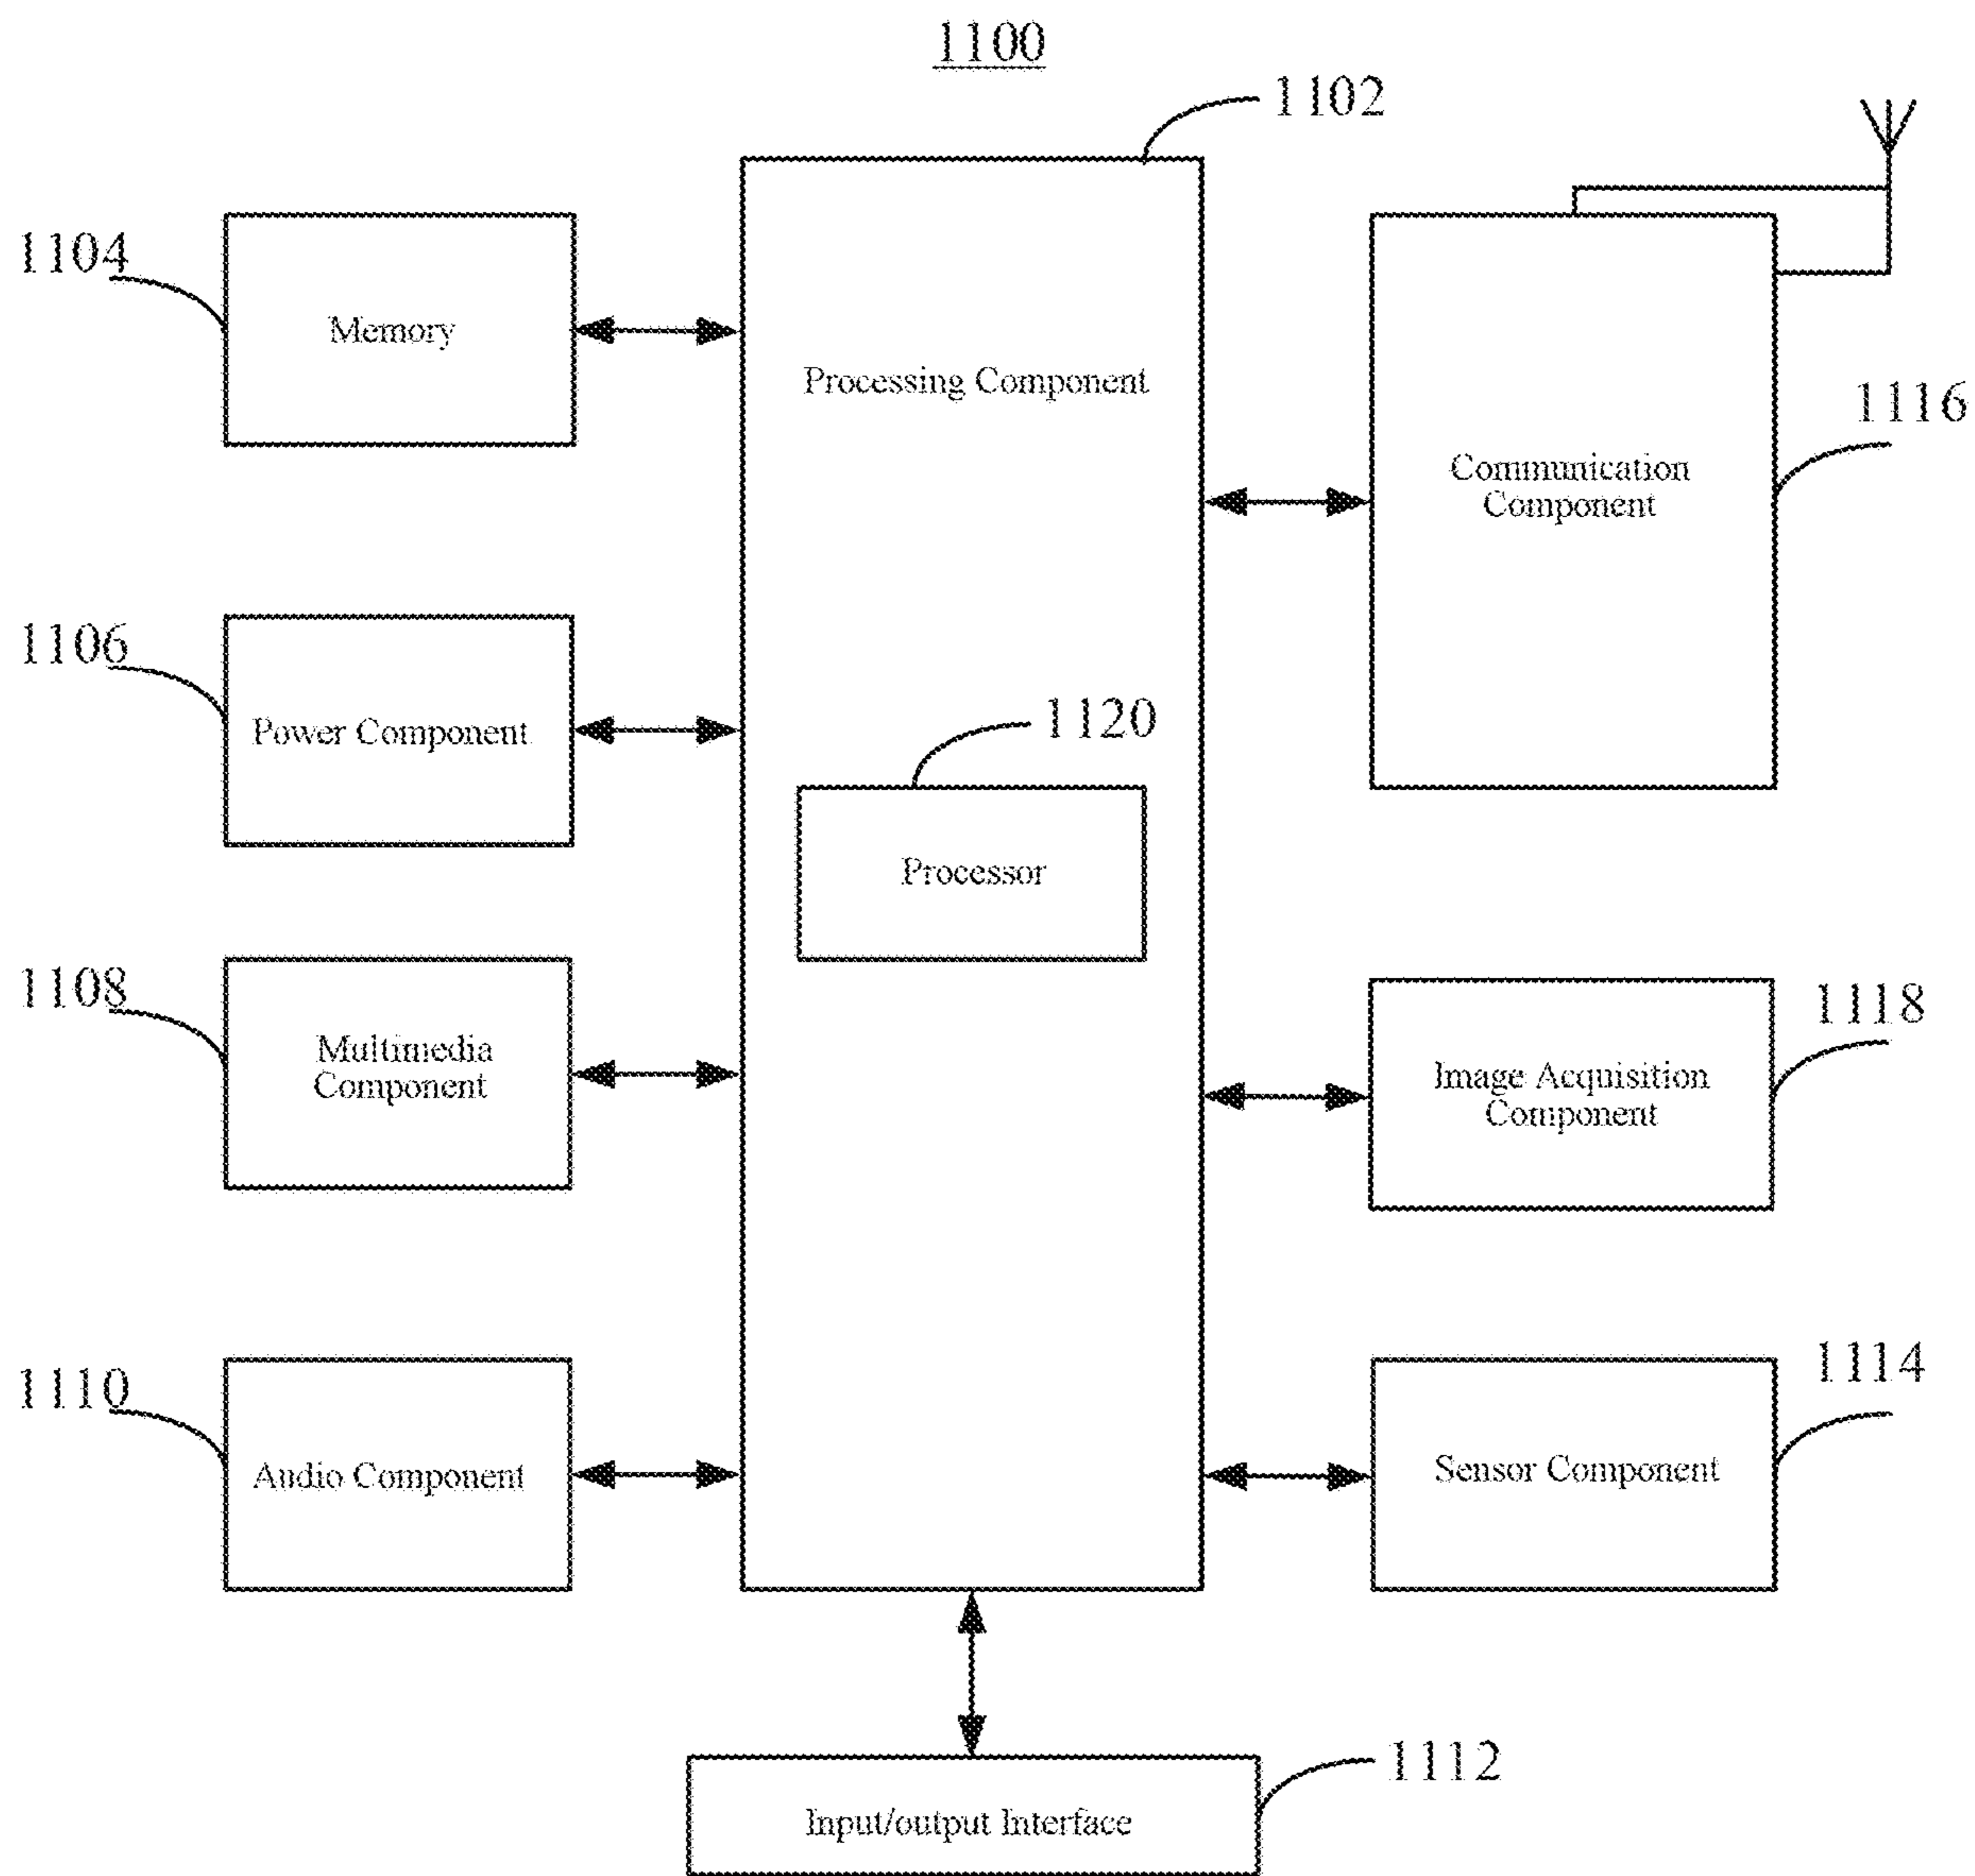 1100
1102
1104
Memory
Processing Component
1116
Communication
Component
1106
Power Component
1120
Processor
1108
Multimedia
Component
1118
Image Acquisition
Component
1110
Audio Component
1114
Sensor Component
1112
Input/output Interface